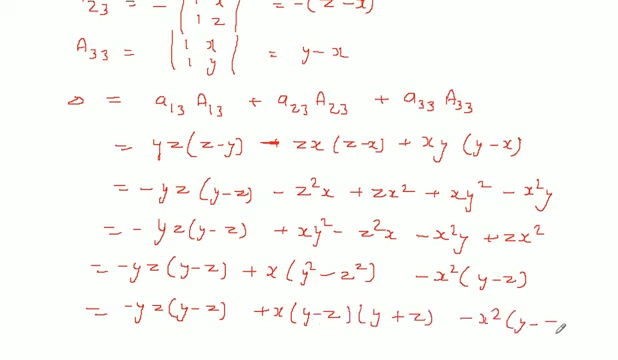 A₂₃ = - | 1 x | = -(z-x)
| 1 z |
A₃₃ = | 1 x | = y-x
| 1 y |
Δ = a₁₃ A₁₃ + a₂₃ A₂₃ + a₃₃ A₃₃
= yz(z-y) - zx(z-x) + xy (y-x)
= -yz(y-z) - z²x + zx² + xy² - x²y
= -yz(y-z) + xy² - z²x - x²y + zx²
= -yz(y-z) + x(y²-z²) - x²(y-z)
= -yz(y-z) + x(y-z)(y+z) - x²(y-